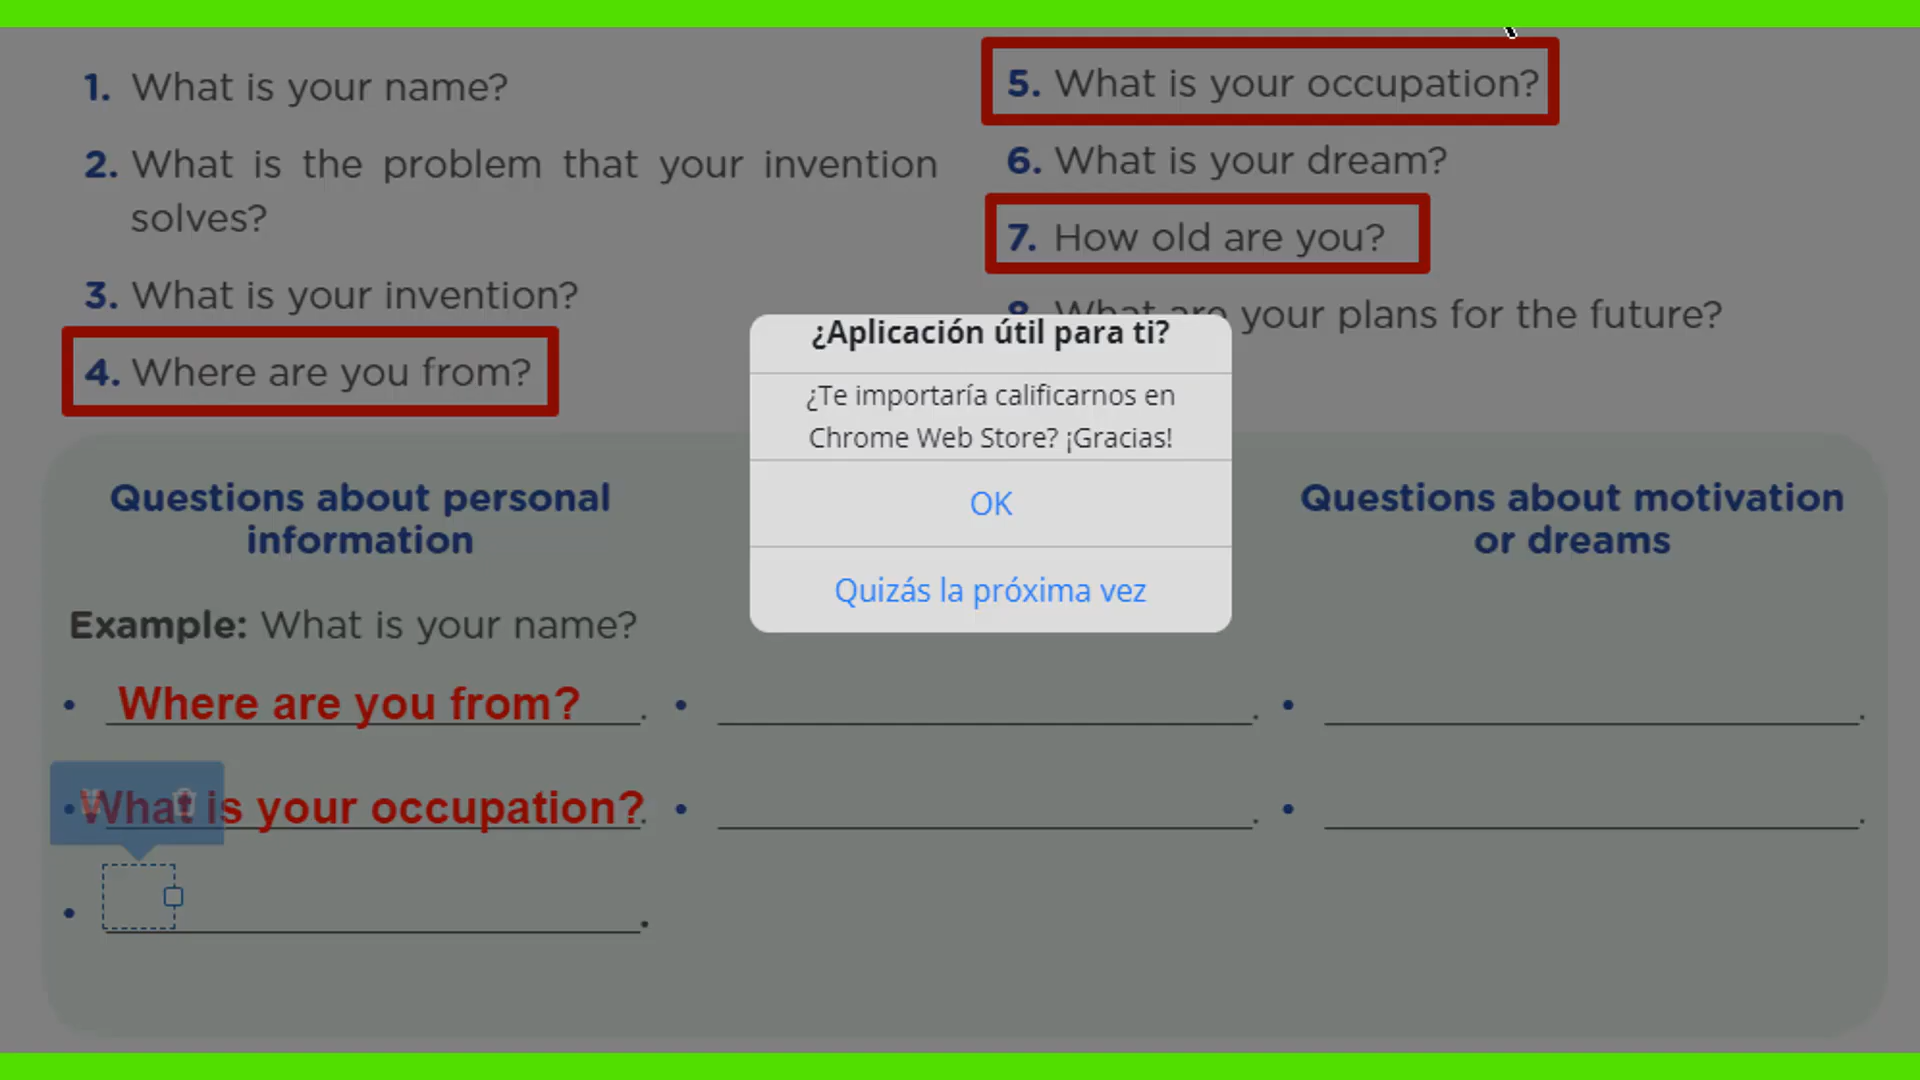 1. What is your name?
2. What is the problem that your invention
solves?
3. What is your invention?
4. Where are you from?
5. What is your occupation?
6. What is your dream?
7. How old are you?
8. What are your plans for the future?
¿Aplicación útil para ti?
¿Te importaría calificarnos en
Chrome Web Store? ¡Gracias!
OK
Quizás la próxima vez
Questions about personal
information
Example: What is your name?
• Where are you from?.
• What is your occupation?.
• .
• .
• .
Questions about motivation
or dreams
• .
• .